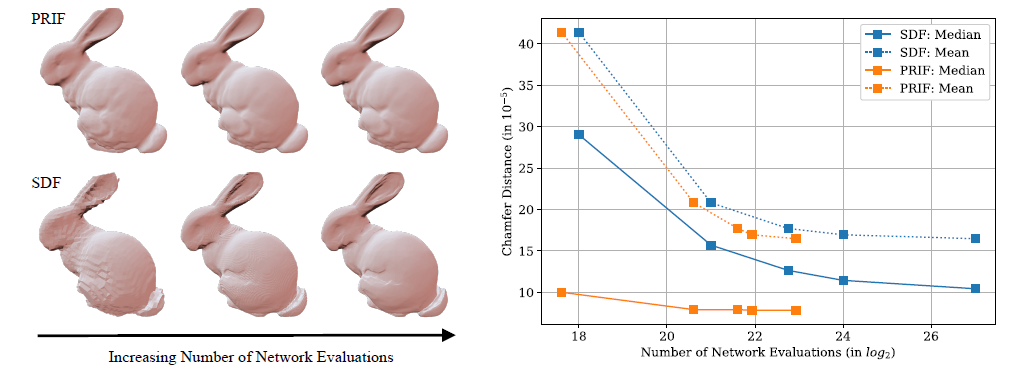 PRIF
SDF
Increasing Number of Network Evaluations
SDF: Median
SDF: Mean
PRIF: Median
PRIF: Mean
Chamfer Distance (in 10⁻⁵)
40
35
30
25
20
15
10
18 20 22 24 26
Number of Network Evaluations (in log₂)